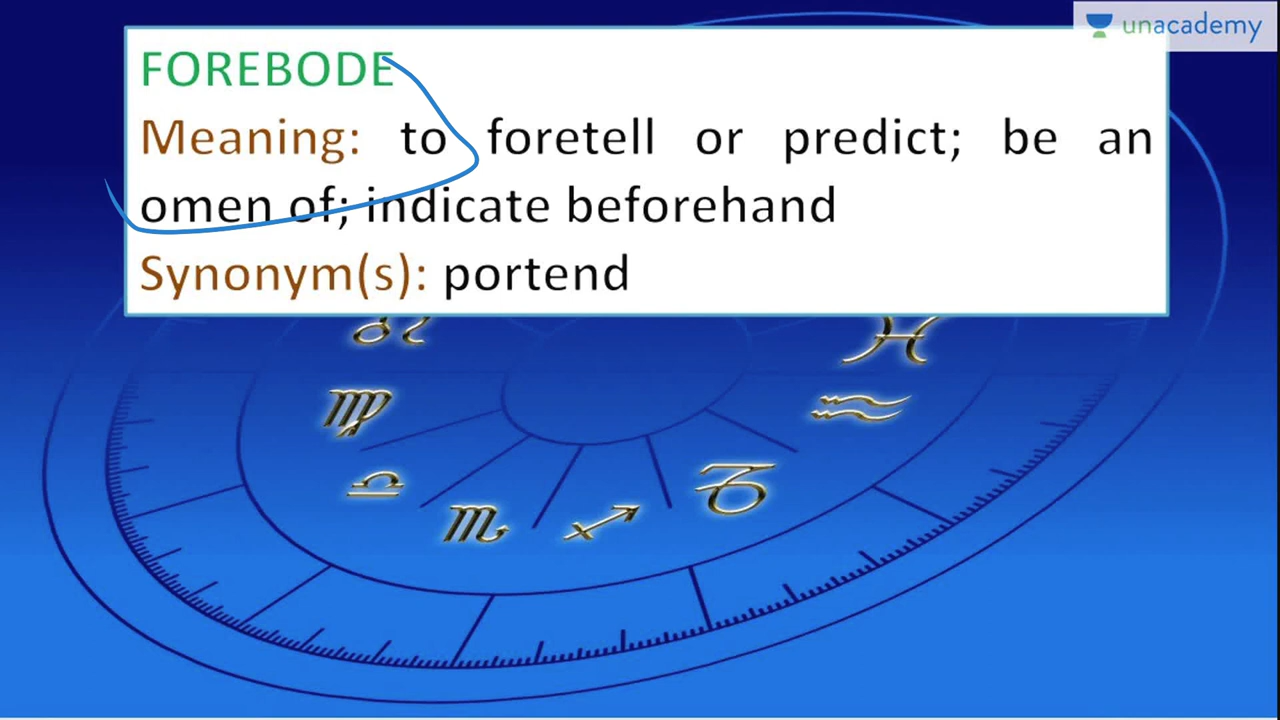 unacademy
FOREBODE
Meaning: to foretell or predict; be an
omen of; indicate beforehand
Synonym(s): portend